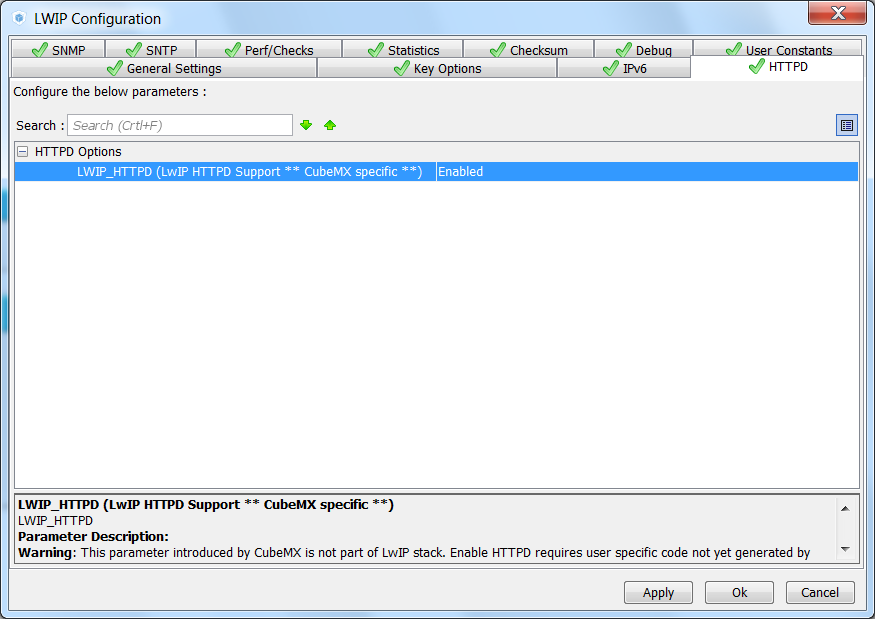 LWIP Configuration
SNMP SNTP Perf/Checks Statistics Checksum Debug User Constants
General Settings Key Options IPv6 HTTPD
Configure the below parameters :
Search : Search (Crtl+F)
HTTPD Options
LWIP_HTTPD (LwIP HTTPD Support ** CubeMX specific **) Enabled
LWIP_HTTPD (LwIP HTTPD Support ** CubeMX specific **)
LWIP_HTTPD
Parameter Description:
Warning: This parameter introduced by CubeMX is not part of LwIP stack. Enable HTTPD requires user specific code not yet generated by
Apply Ok Cancel